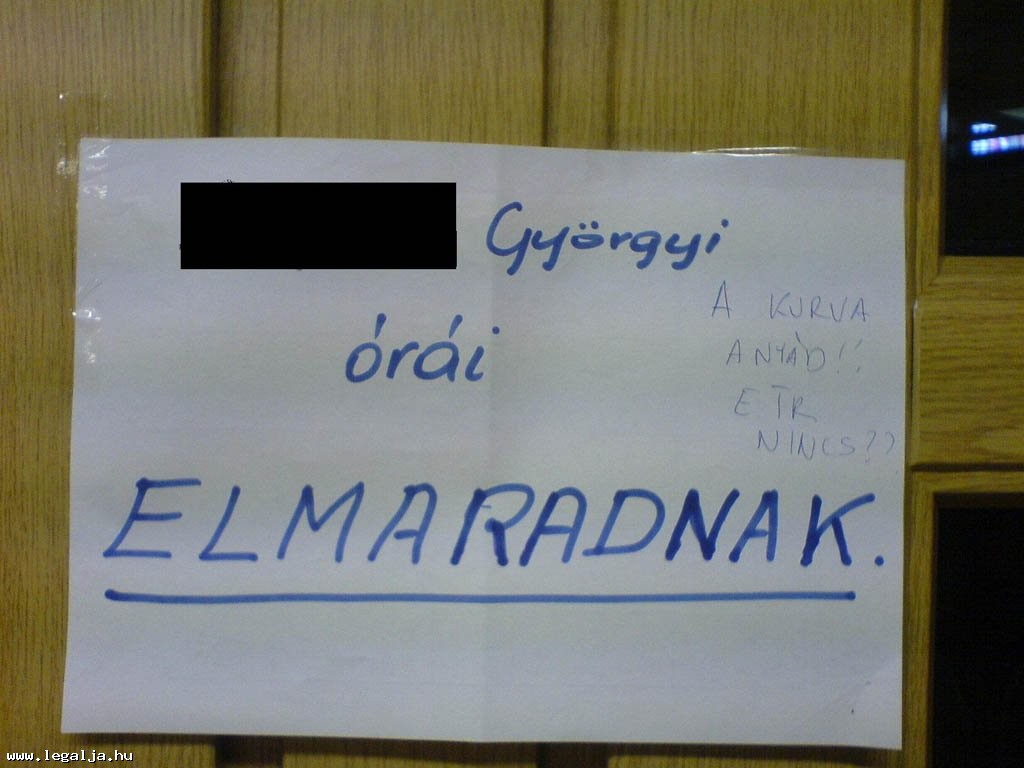 Györgyi
órái
A KURVA
ANYÁD!!
ETR
NINCS??
ELMARADNAK.
www.legalja.hu